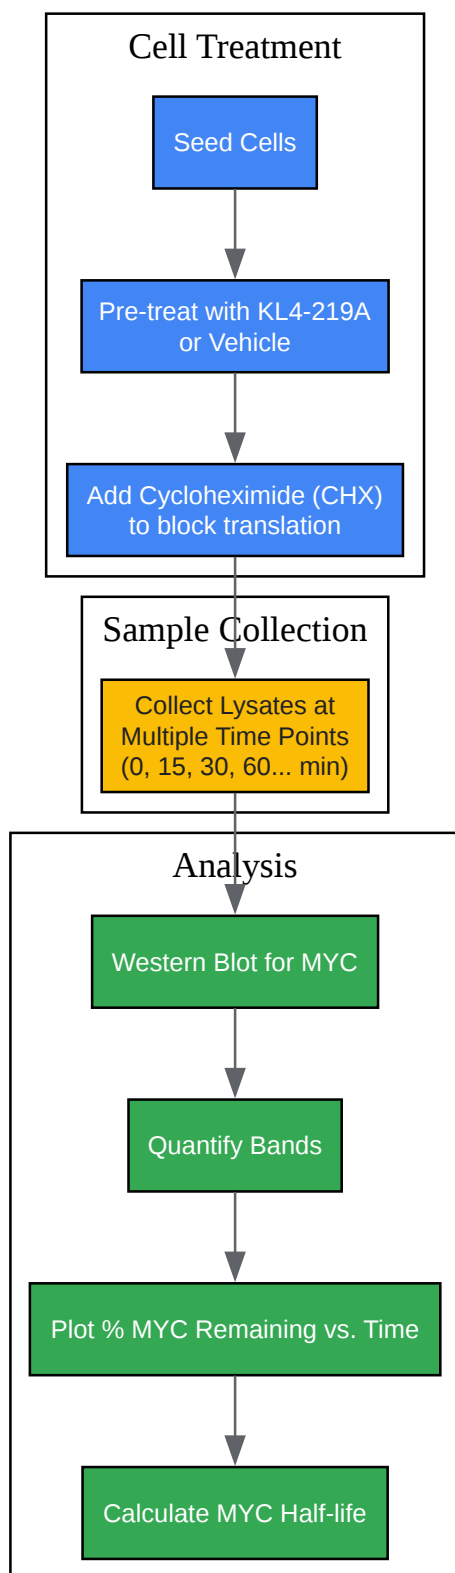 Cell Treatment
Seed Cells
Pre-treat with KL4-219A
or Vehicle
Add Cycloheximide (CHX)
to block translation
Sample Collection
Collect Lysates at
Multiple Time Points
(0, 15, 30, 60... min)
Analysis
Western Blot for MYC
Quantify Bands
Plot % MYC Remaining vs. Time
Calculate MYC Half-life